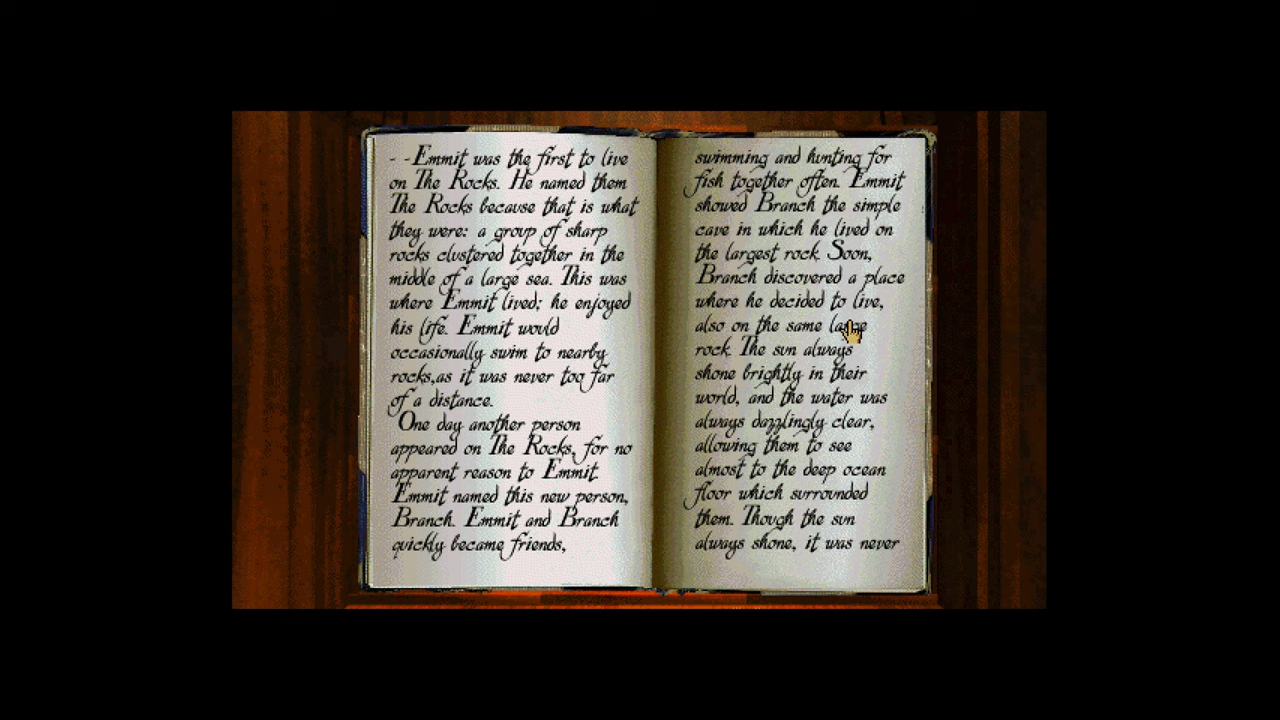 - -Emmit was the first to live
on The Rocks. He named them
The Rocks because that is what
they were: a group of sharp
rocks clustered together in the
middle of a large sea. This was
where Emmit lived; he enjoyed
his life. Emmit would
occasionally swim to nearby
rocks,as it was never too far
of a distance.
One day another person
appeared on The Rocks, for no
apparent reason to Emmit.
Emmit named this new person,
Branch. Emmit and Branch
quickly became friends,
swimming and hunting for
fish together often. Emmit
showed Branch the simple
cave in which he lived on
the largest rock. Soon,
Branch discovered a place
where he decided to live,
also on the same large
rock. The sun always
shone brightly in their
world, and the water was
always dazzlingly clear,
allowing them to see
almost to the deep ocean
floor which surrounded
them. Though the sun
always shone, it was never